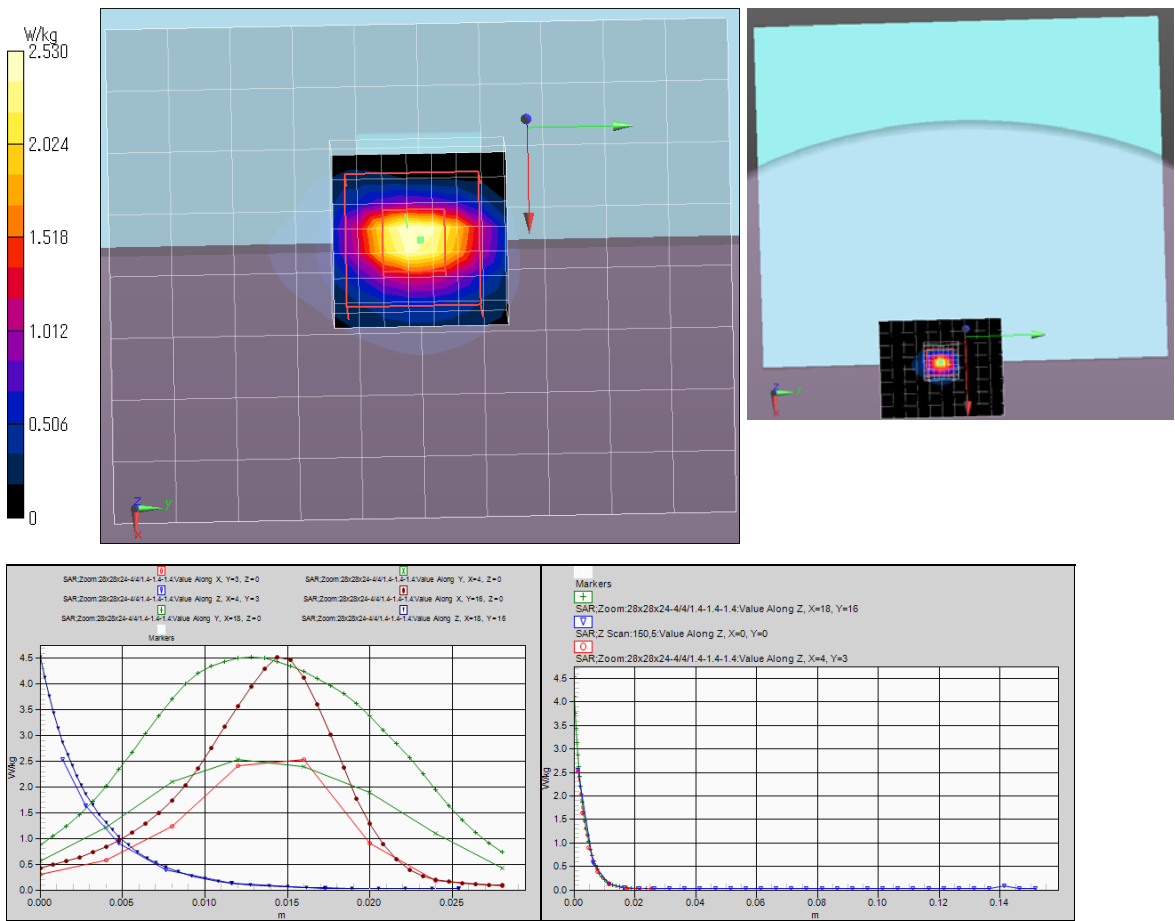 W/kg
2.530
2.024
1.518
1.012
0.506
0
Z
y
x
Z
y
x
SAR;Zoom:28x28x24-4/4/1.4-1.4-1.4:Value Along X, Y=3, Z=0
SAR;Zoom:28x28x24-4/4/1.4-1.4-1.4:Value Along Y, X=4, Z=0
SAR;Zoom:28x28x24-4/4/1.4-1.4-1.4:Value Along Z, X=4, Y=3
SAR;Zoom:28x28x24-4/4/1.4-1.4-1.4:Value Along X, Y=16, Z=0
SAR;Zoom:28x28x24-4/4/1.4-1.4-1.4:Value Along Y, X=18, Z=0
SAR;Zoom:28x28x24-4/4/1.4-1.4-1.4:Value Along Z, X=18, Y=16
Markers
4.5
4.0
3.5
3.0
2.5
2.0
1.5
1.0
0.5
0.0
W/kg
0.000
0.005
0.010
0.015
0.020
0.025
m
Markers
SAR;Zoom:28x28x24-4/4/1.4-1.4-1.4:Value Along Z, X=18, Y=16
SAR;Z Scan:150,5:Value Along Z, X=0, Y=0
SAR;Zoom:28x28x24-4/4/1.4-1.4-1.4:Value Along Z, X=4, Y=3
4.5
4.0
3.5
3.0
2.5
2.0
1.5
1.0
0.5
0.0
W/kg
0.00
0.02
0.04
0.06
0.08
0.10
0.12
0.14
m